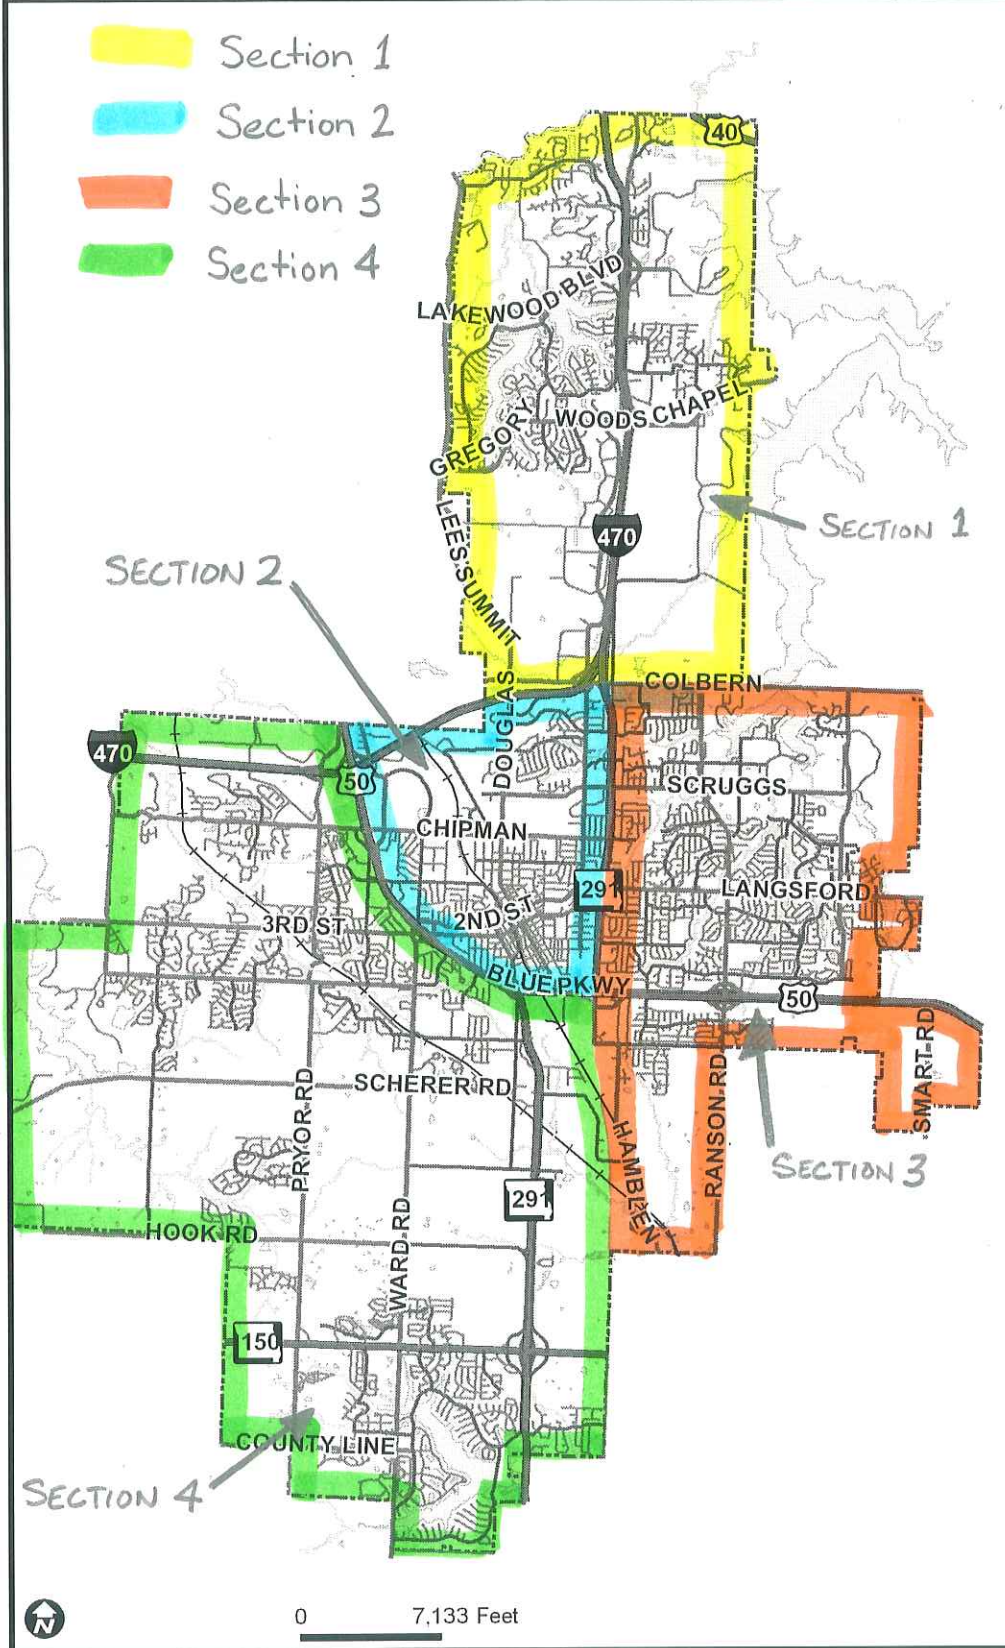 Section 1
Section 2
Section 3
Section 4
40
LAKEWOOD BLVD
WOODS CHAPEL
GREGORY
LEES SUMMIT
470
SECTION 1
SECTION 2
COLBERN
DOUGLAS
470
50
SCRUGGS
CHIPMAN
291
LANGSFORD
3RD ST
2ND ST
BLUE PKWY
50
SMART RD
SCHERER RD
PRYOR RD
RANSON RD
HAMBLEN
SECTION 3
291
HOOK RD
WARD RD
150
COUNTY LINE
SECTION 4
N
0 7,133 Feet